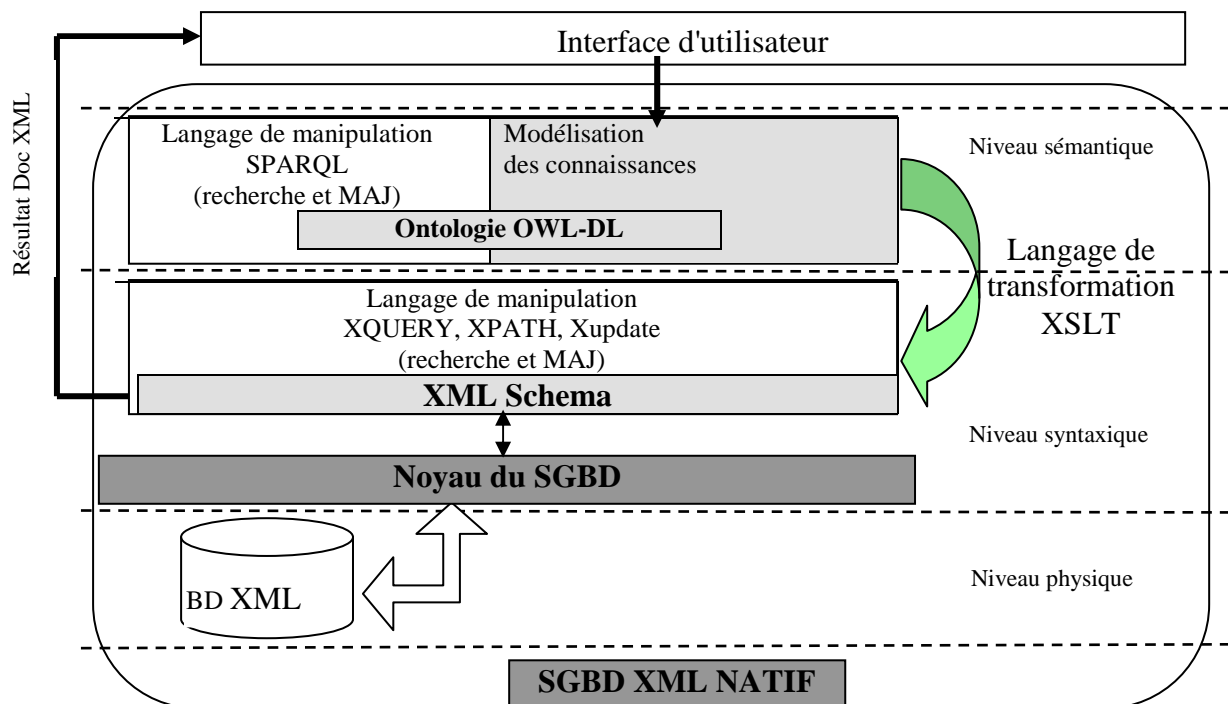 Interface d'utilisateur
Résultat Doc XML
Langage de manipulation
SPARQL
(recherche et MAJ)
Modélisation
des connaissances
Ontologie OWL-DL
Niveau sémantique
Langage de
transformation
XSLT
Langage de manipulation
XQUERY, XPATH, Xupdate
(recherche et MAJ)
XML Schema
Niveau syntaxique
Noyau du SGBD
BD XML
Niveau physique
SGBD XML NATIF